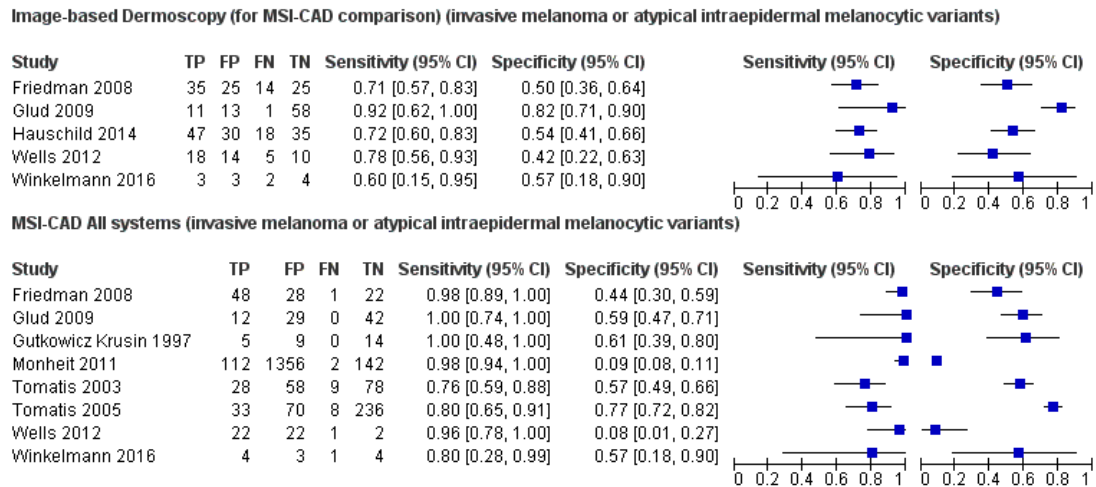 Image-based Dermoscopy (for MSI-CAD comparison) (invasive melanoma or atypical intraepidermal melanocytic variants)
Study TP FP FN TN Sensitivity (95% CI) Specificity (95% CI) Sensitivity (95% CI) Specificity (95% CI)
Friedman 2008 35 25 14 25 0.71 [0.57, 0.83] 0.50 [0.36, 0.64]
Glud 2009 11 13 1 58 0.92 [0.62, 1.00] 0.82 [0.71, 0.90]
Hauschild 2014 47 30 18 35 0.72 [0.60, 0.83] 0.54 [0.41, 0.66]
Wells 2012 18 14 5 10 0.78 [0.56, 0.93] 0.42 [0.22, 0.63]
Winkelmann 2016 3 3 2 4 0.60 [0.15, 0.95] 0.57 [0.18, 0.90]
0 0.2 0.4 0.6 0.8 1 0 0.2 0.4 0.6 0.8 1
MSI-CAD All systems (invasive melanoma or atypical intraepidermal melanocytic variants)
Study TP FP FN TN Sensitivity (95% CI) Specificity (95% CI) Sensitivity (95% CI) Specificity (95% CI)
Friedman 2008 48 28 1 22 0.98 [0.89, 1.00] 0.44 [0.30, 0.59]
Glud 2009 12 29 0 42 1.00 [0.74, 1.00] 0.59 [0.47, 0.71]
Gutkowicz Krusin 1997 5 9 0 14 1.00 [0.48, 1.00] 0.61 [0.39, 0.80]
Monheit 2011 112 1356 2 142 0.98 [0.94, 1.00] 0.09 [0.08, 0.11]
Tomatis 2003 28 58 9 78 0.76 [0.59, 0.88] 0.57 [0.49, 0.66]
Tomatis 2005 33 70 8 236 0.80 [0.65, 0.91] 0.77 [0.72, 0.82]
Wells 2012 22 22 1 2 0.96 [0.78, 1.00] 0.08 [0.01, 0.27]
Winkelmann 2016 4 3 1 4 0.80 [0.28, 0.99] 0.57 [0.18, 0.90]
0 0.2 0.4 0.6 0.8 1 0 0.2 0.4 0.6 0.8 1